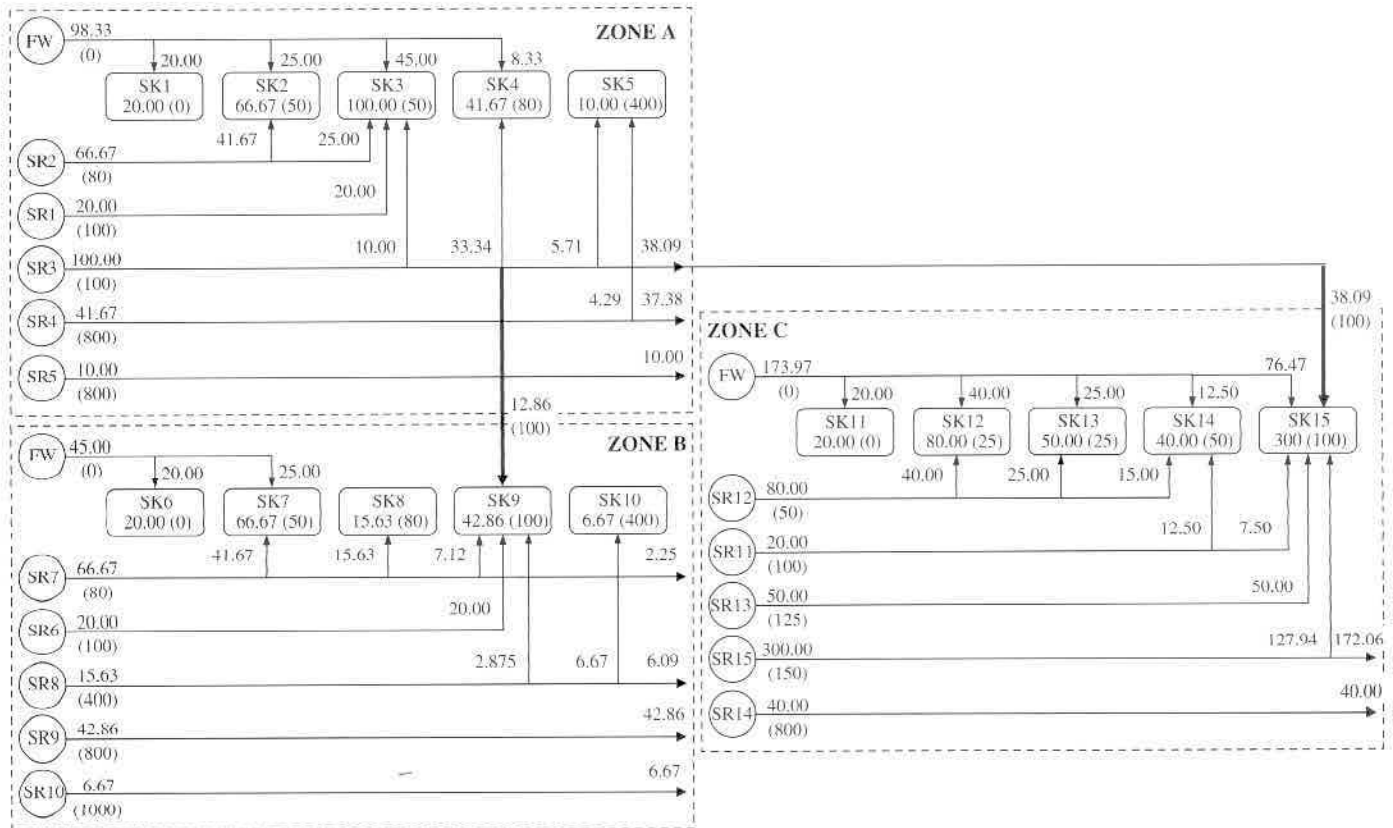 ZONE A
FW 98.33
(0)
20.00 25.00 45.00 8.33
SK1 SK2 SK3 SK4 SK5
20.00 (0) 66.67 (50) 100.00 (50) 41.67 (80) 10.00 (400)
41.67 25.00
SR2 66.67
(80)
20.00
SR1 20.00
(100)
10.00 33.34 5.71 38.09
SR3 100.00
(100)
4.29 37.38
SR4 41.67
(800)
10.00
SR5 10.00
(800)
12.86
(100)
38.09
(100)
ZONE B
FW 45.00
(0)
20.00 25.00
SK6 SK7 SK8 SK9 SK10
20.00 (0) 66.67 (50) 15.63 (80) 42.86 (100) 6.67 (400)
41.67 15.63 7.12 2.25
SR7 66.67
(80)
20.00
SR6 20.00
(100)
2.875 6.67 6.09
SR8 15.63
(400)
42.86
SR9 42.86
(800)
6.67
SR10 6.67
(1000)
ZONE C
FW 173.97 76.47
(0)
20.00 40.00 25.00 12.50
SK11 SK12 SK13 SK14 SK15
20.00 (0) 80.00 (25) 50.00 (25) 40.00 (50) 300 (100)
40.00 25.00 15.00
SR12 80.00
(50)
12.50 7.50
SR11 20.00
(100)
50.00
SR13 50.00
(125)
127.94 172.06
SR15 300.00
(150)
40.00
SR14 40.00
(800)